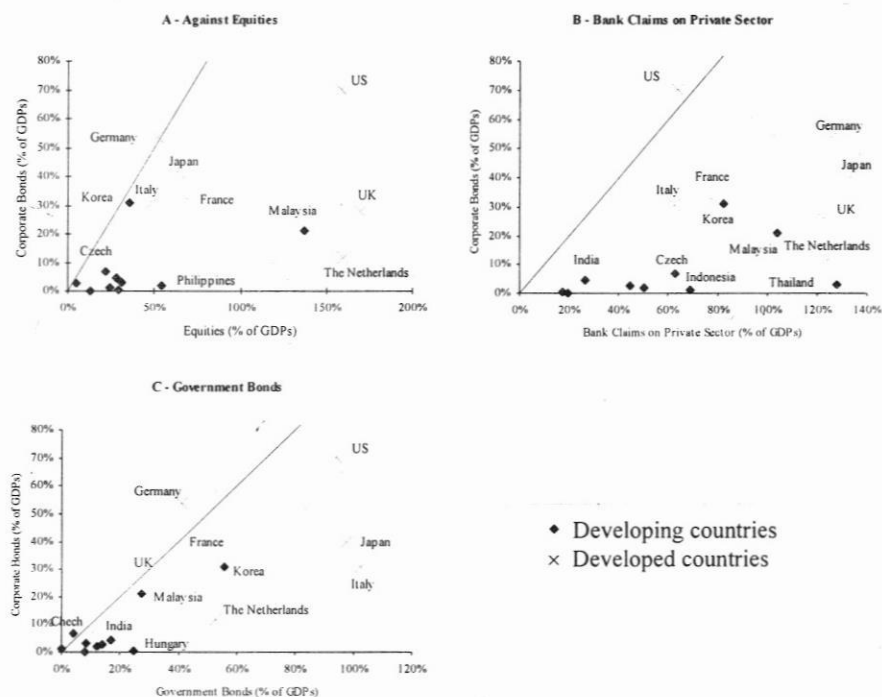 A - Against Equities
Corporate Bonds (% of GDPs)
80%
70%
60%
50%
40%
30%
20%
10%
0%
US
Germany
Japan
Korea
Italy
France
UK
Malaysia
Czech
Philippines
The Netherlands
0% 50% 100% 150% 200%
Equities (% of GDPs)
B - Bank Claims on Private Sector
Corporate Bonds (% of GDPs)
80%
70%
60%
50%
40%
30%
20%
10%
0%
US
Germany
Japan
France
Italy
UK
Korea
Malaysia
The Netherlands
India
Czech
Indonesia
Thailand
0% 20% 40% 60% 80% 100% 120% 140%
Bank Claims on Private Sector (% of GDPs)
C - Government Bonds
Corporate Bonds (% of GDPs)
80%
70%
60%
50%
40%
30%
20%
10%
0%
US
Germany
France
Japan
UK
Korea
Italy
Malaysia
The Netherlands
Czech
India
Hungary
0% 20% 40% 60% 80% 100% 120%
Government Bonds (% of GDPs)
Developing countries
Developed countries